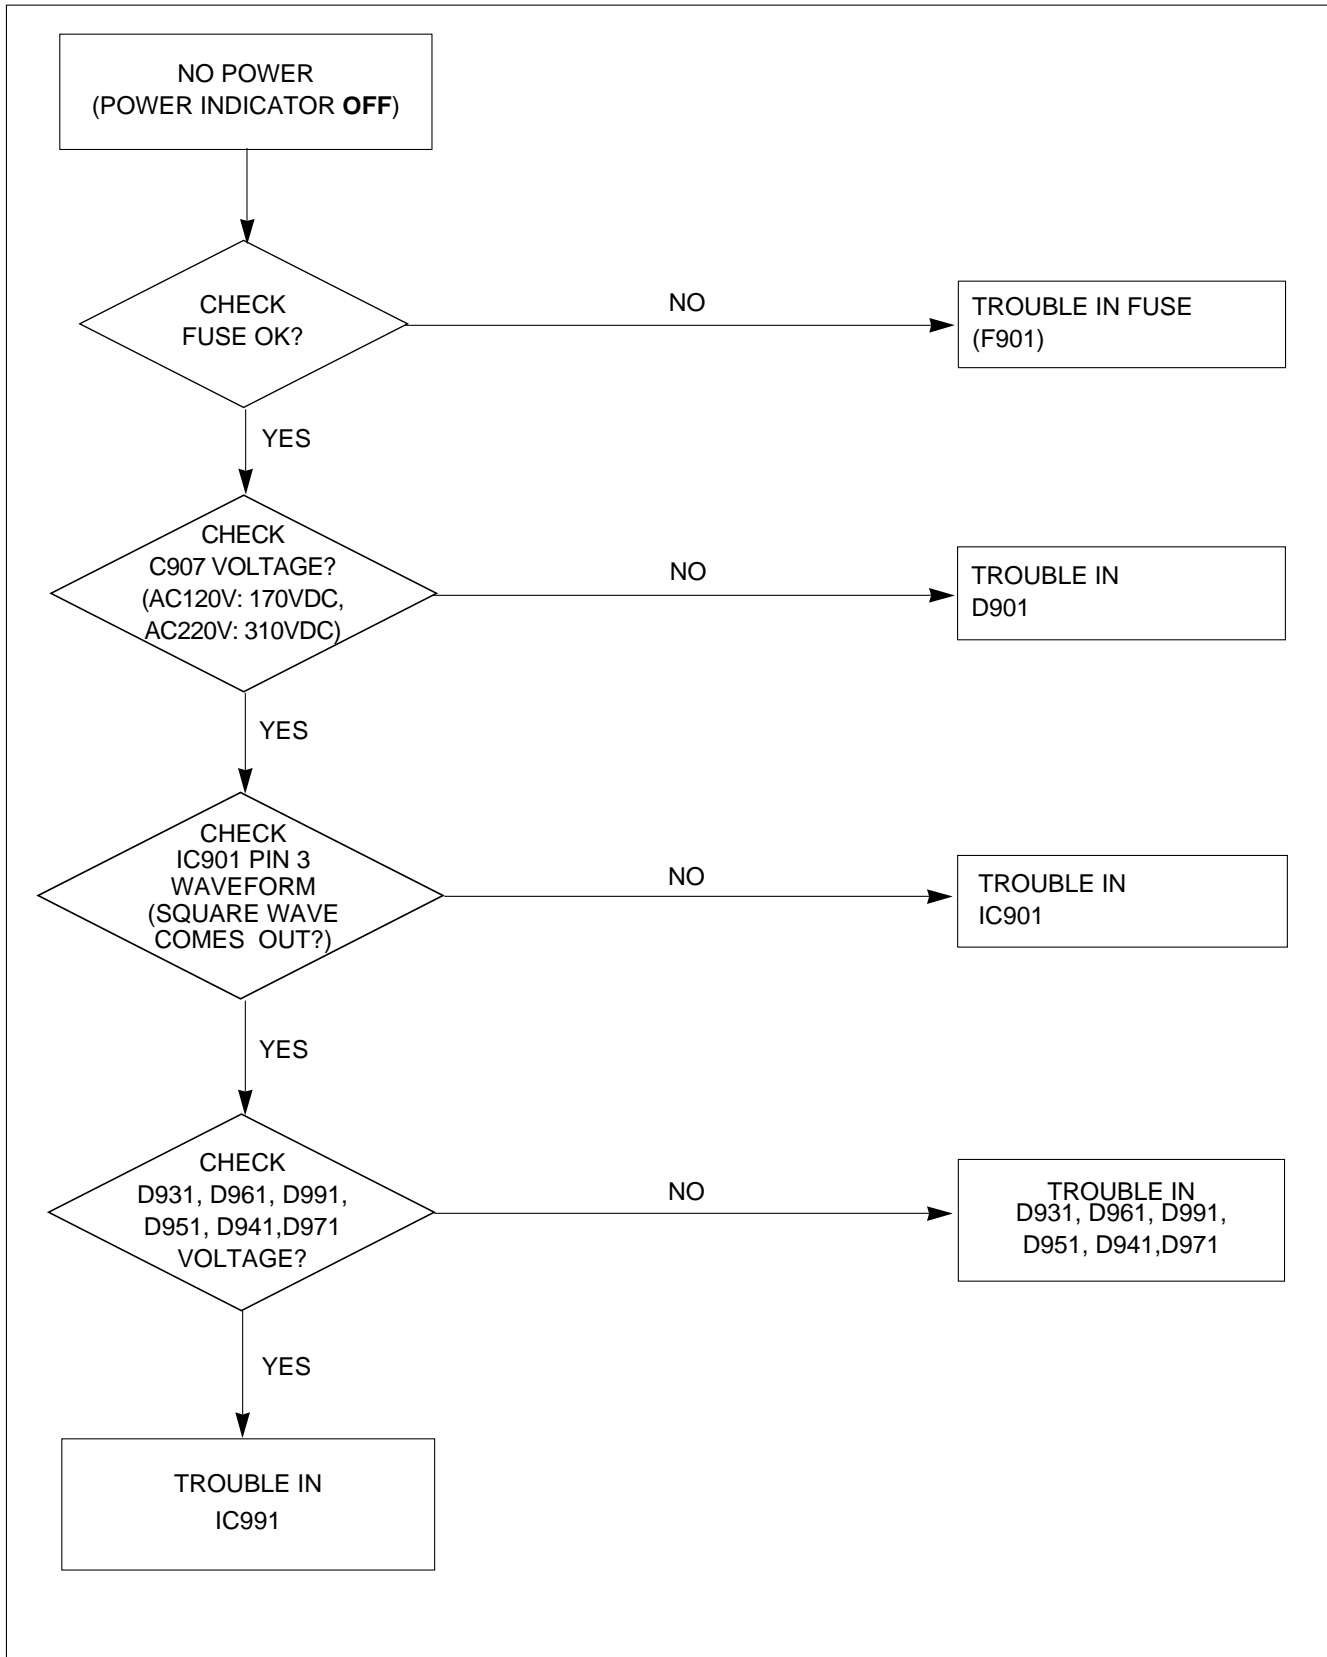 NO POWER
(POWER INDICATOR OFF)
CHECK
FUSE OK?
NO
TROUBLE IN FUSE
(F901)
YES
CHECK
C907 VOLTAGE?
(AC120V: 170VDC,
AC220V: 310VDC)
NO
TROUBLE IN
D901
YES
CHECK
IC901 PIN 3
WAVEFORM
(SQUARE WAVE
COMES  OUT?)
NO
TROUBLE IN
IC901
YES
CHECK
D931, D961, D991,
D951, D941,D971
VOLTAGE?
NO
TROUBLE IN
D931, D961, D991,
D951, D941,D971
YES
TROUBLE IN
IC991